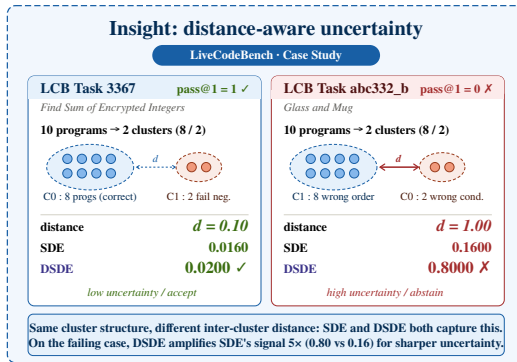 Insight: distance-aware uncertainty
LiveCodeBench · Case Study
LCB Task 3367 pass@1 = 1 ✓
Find Sum of Encrypted Integers
10 programs → 2 clusters (8 / 2)
d
C0 : 8 progs (correct) C1 : 2 fail neg.
distance d = 0.10
SDE 0.0160
DSDE 0.0200 ✓
low uncertainty / accept
LCB Task abc332_b pass@1 = 0 ✗
Glass and Mug
10 programs → 2 clusters (8 / 2)
d
C1 : 8 wrong order C0 : 2 wrong cond.
distance d = 1.00
SDE 0.1600
DSDE 0.8000 ✗
high uncertainty / abstain
Same cluster structure, different inter-cluster distance: SDE and DSDE both capture this.
On the failing case, DSDE amplifies SDE's signal 5× (0.80 vs 0.16) for sharper uncertainty.